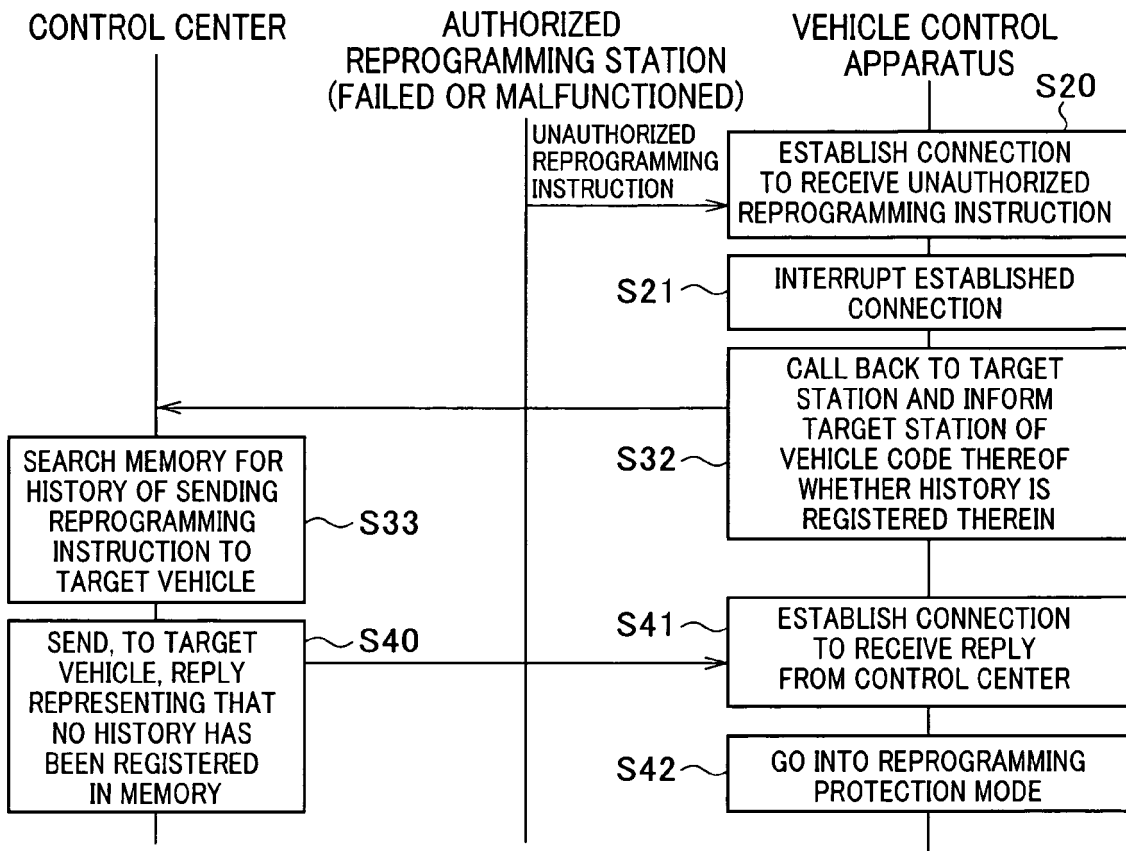 CONTROL CENTER
AUTHORIZED
REPROGRAMMING STATION
(FAILED OR MALFUNCTIONED)
VEHICLE CONTROL
APPARATUS
S20
UNAUTHORIZED
REPROGRAMMING
INSTRUCTION
ESTABLISH CONNECTION
TO RECEIVE UNAUTHORIZED
REPROGRAMMING INSTRUCTION
S21
INTERRUPT ESTABLISHED
CONNECTION
CALL BACK TO TARGET
STATION AND INFORM
TARGET STATION OF
VEHICLE CODE THEREOF
WHETHER HISTORY IS
REGISTERED THEREIN
S32
SEARCH MEMORY FOR
HISTORY OF SENDING
REPROGRAMMING
INSTRUCTION TO
TARGET VEHICLE
S33
SEND, TO TARGET
VEHICLE, REPLY
REPRESENTING THAT
NO HISTORY HAS
BEEN REGISTERED
IN MEMORY
S40
S41
ESTABLISH CONNECTION
TO RECEIVE REPLY
FROM CONTROL CENTER
S42
GO INTO REPROGRAMMING
PROTECTION MODE